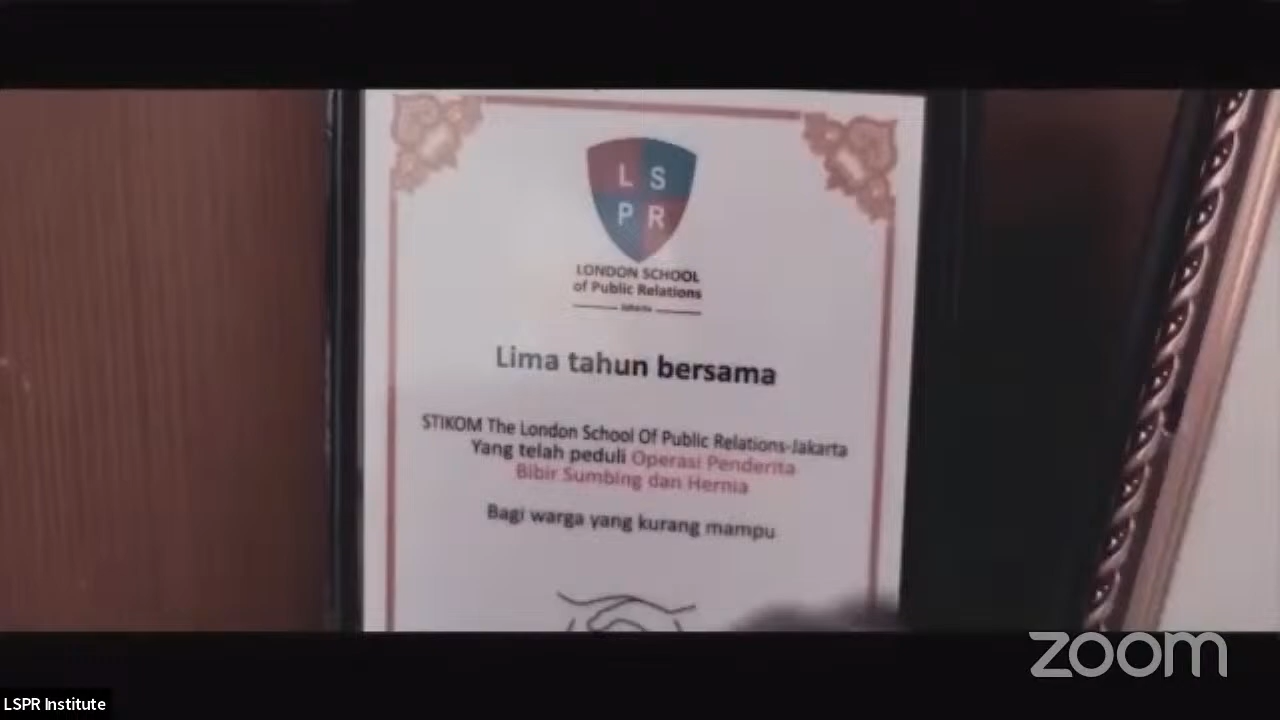 L S
P R
LONDON SCHOOL
of Public Relations
Jakarta
Lima tahun bersama
STIKOM The London School Of Public Relations-Jakarta
Yang telah peduli Operasi Penderita
Bibir Sumbing dan Hernia
Bagi warga yang kurang mampu
zoom
LSPR Institute